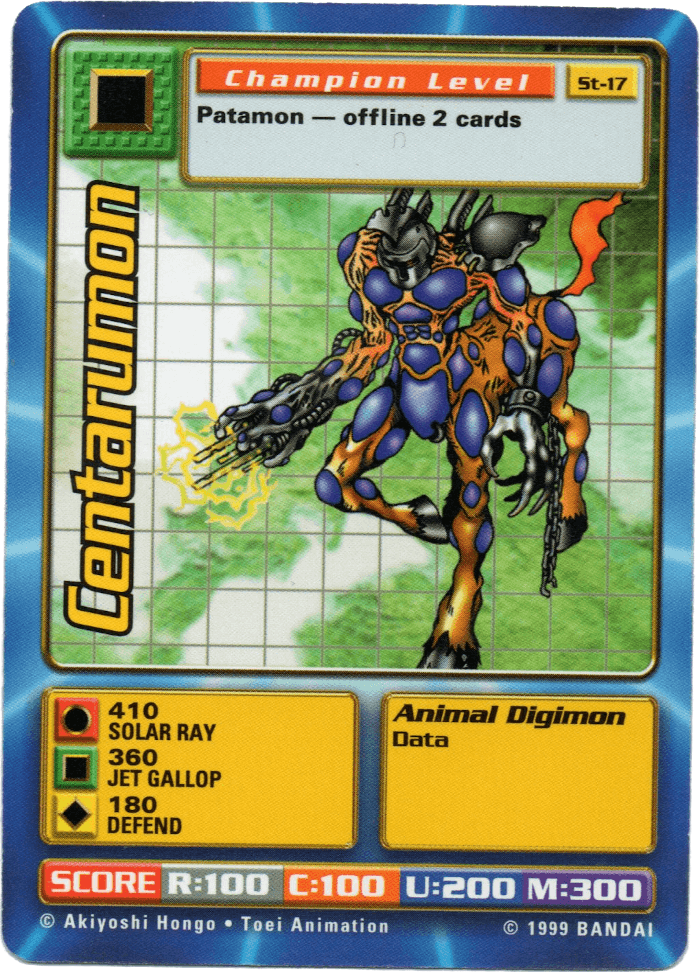 Champion Level
St-17
Patamon — offline 2 cards
Centarumon
410
SOLAR RAY
360
JET GALLOP
180
DEFEND
Animal Digimon
Data
SCORE R:100 C:100 U:200 M:300
© Akiyoshi Hongo • Toei Animation
© 1999 BANDAI